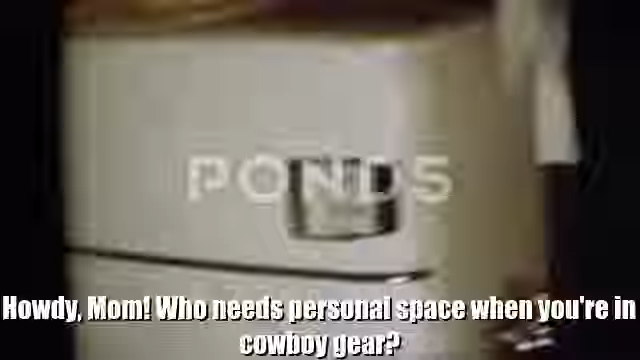 PONDS
Howdy, Mom! Who needs personal space when you're in
cowboy gear?